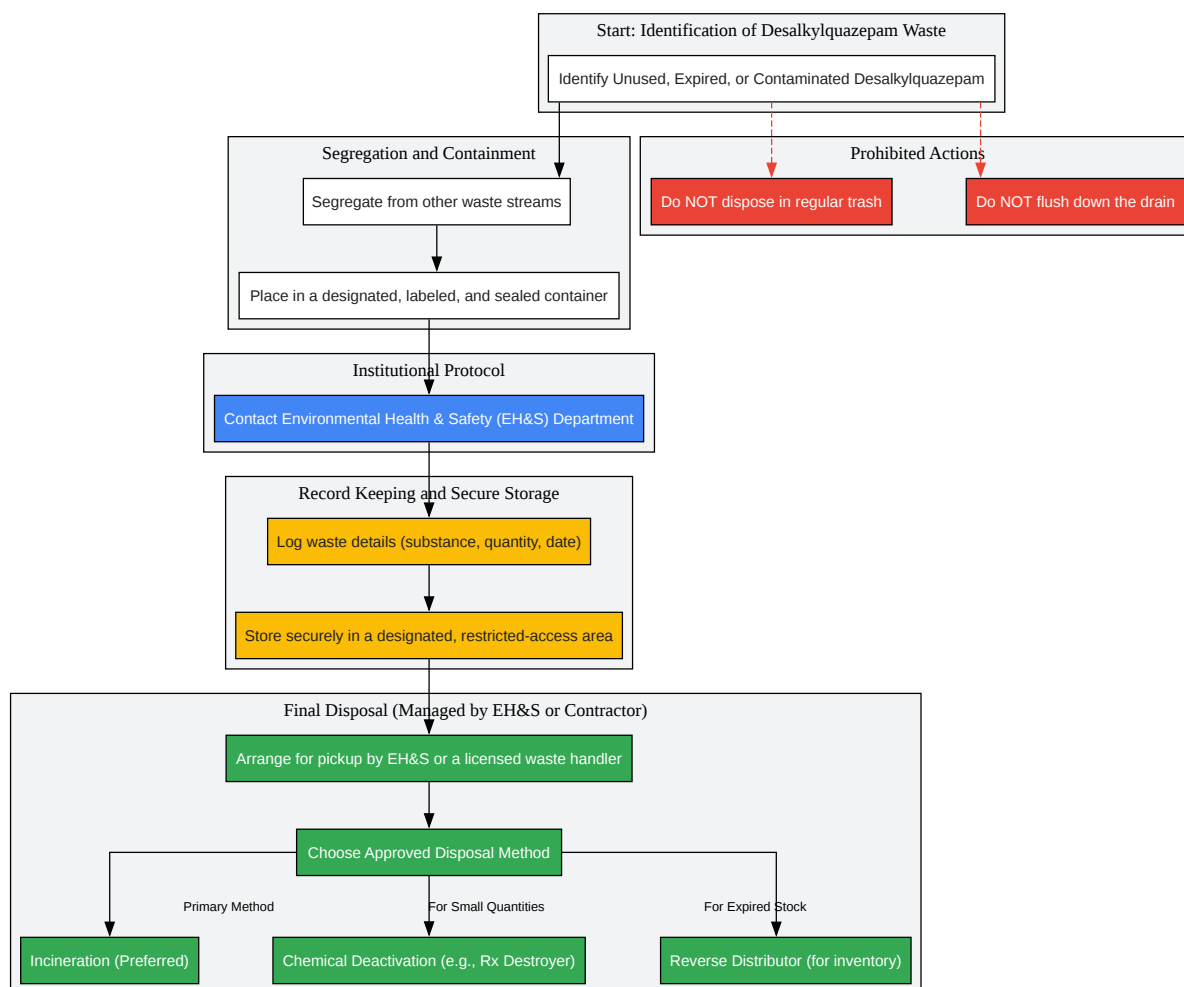 Start: Identification of Desalkylquazepam Waste
Identify Unused, Expired, or Contaminated Desalkylquazepam
Segregation and Containment
Segregate from other waste streams
Place in a designated, labeled, and sealed container
Prohibited Actions
Do NOT dispose in regular trash
Do NOT flush down the drain
Institutional Protocol
Contact Environmental Health & Safety (EH&S) Department
Record Keeping and Secure Storage
Log waste details (substance, quantity, date)
Store securely in a designated, restricted-access area
Final Disposal (Managed by EH&S or Contractor)
Arrange for pickup by EH&S or a licensed waste handler
Choose Approved Disposal Method
Primary Method
For Small Quantities
For Expired Stock
Incineration (Preferred)
Chemical Deactivation (e.g., Rx Destroyer)
Reverse Distributor (for inventory)